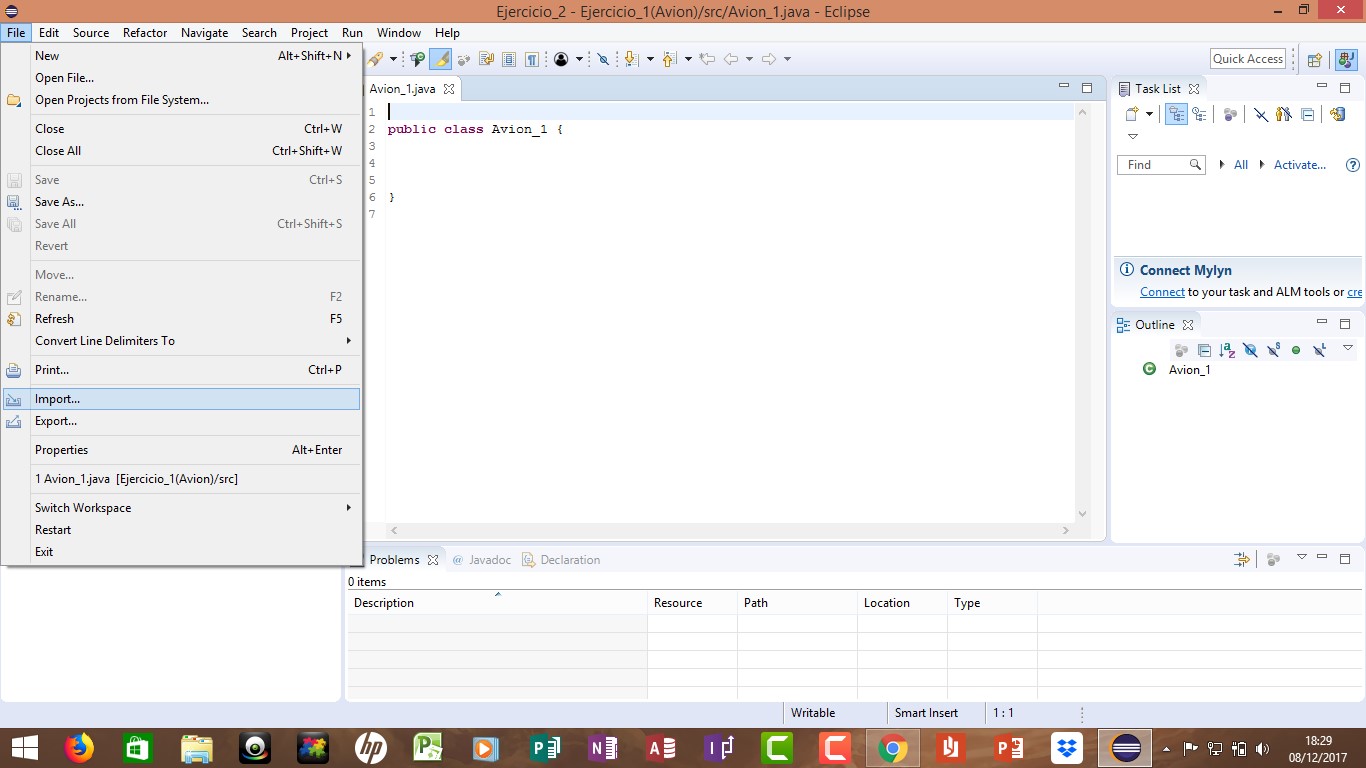 Ejercicio_2 - Ejercicio_1(Avion)/src/Avion_1.java - Eclipse
File Edit Source Refactor Navigate Search Project Run Window Help
New Alt+Shift+N
Open File...
Open Projects from File System...
Close Ctrl+W
Close All Ctrl+Shift+W
Save Ctrl+S
Save As...
Save All Ctrl+Shift+S
Revert
Move...
Rename... F2
Refresh F5
Convert Line Delimiters To
Print... Ctrl+P
Import...
Export...
Properties Alt+Enter
1 Avion_1.java [Ejercicio_1(Avion)/src]
Switch Workspace
Restart
Exit
Quick Access
Avion_1.java
1
2 public class Avion_1 {
3
4
5
6 }
7
Task List
Find All Activate...
Connect Mylyn
Connect to your task and ALM tools or cre
Outline
Avion_1
Problems @ Javadoc Declaration
0 items
Description Resource Path Location Type
Writable Smart Insert 1 : 1
18:29
08/12/2017